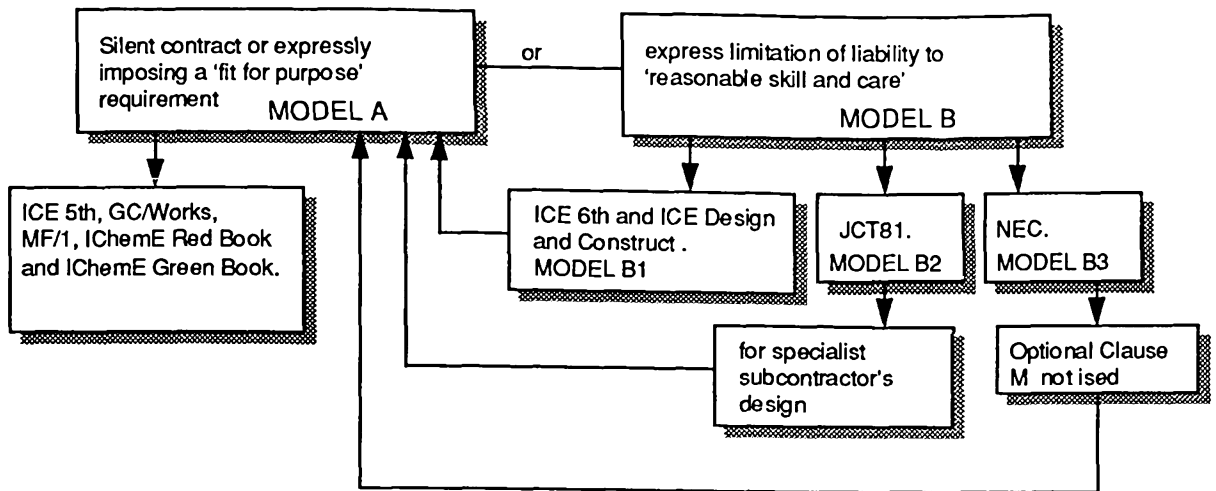 Silent contract or expressly
imposing a 'fit for purpose'
requirement
MODEL A
or
express limitation of liability to
'reasonable skill and care'
MODEL B
ICE 5th, GC/Works,
MF/1, IChemE Red Book
and IChemE Green Book.
ICE 6th and ICE Design
and Construct .
MODEL B1
JCT81.
MODEL B2
NEC.
MODEL B3
for specialist
subcontractor's
design
Optional Clause
M not ised